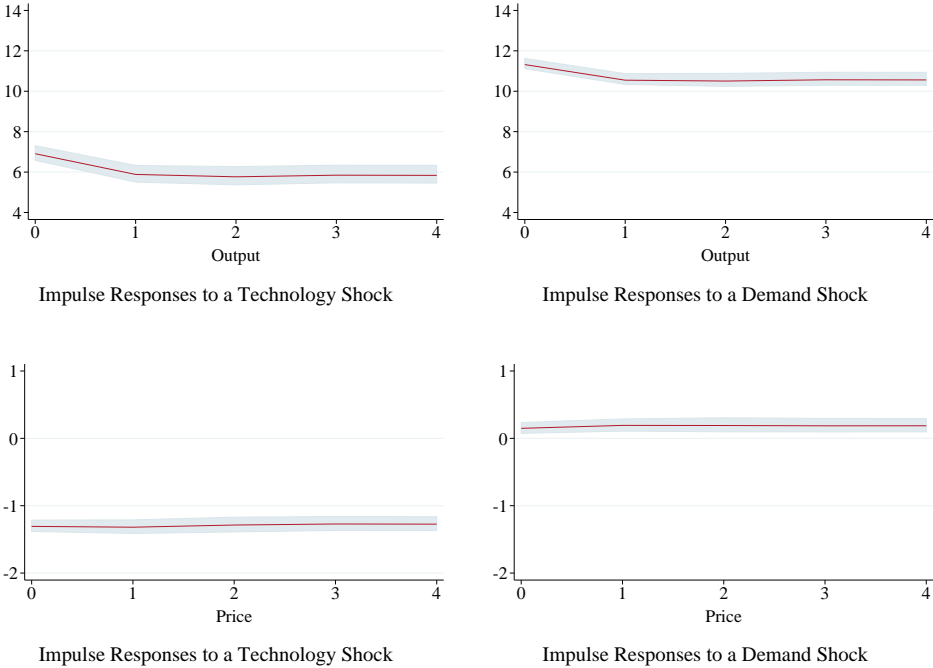 14
12
10
8
6
4
0 1 2 3 4
Output
Impulse Responses to a Technology Shock
14
12
10
8
6
4
0 1 2 3 4
Output
Impulse Responses to a Demand Shock
1
0
-1
-2
0 1 2 3 4
Price
Impulse Responses to a Technology Shock
1
0
-1
-2
0 1 2 3 4
Price
Impulse Responses to a Demand Shock